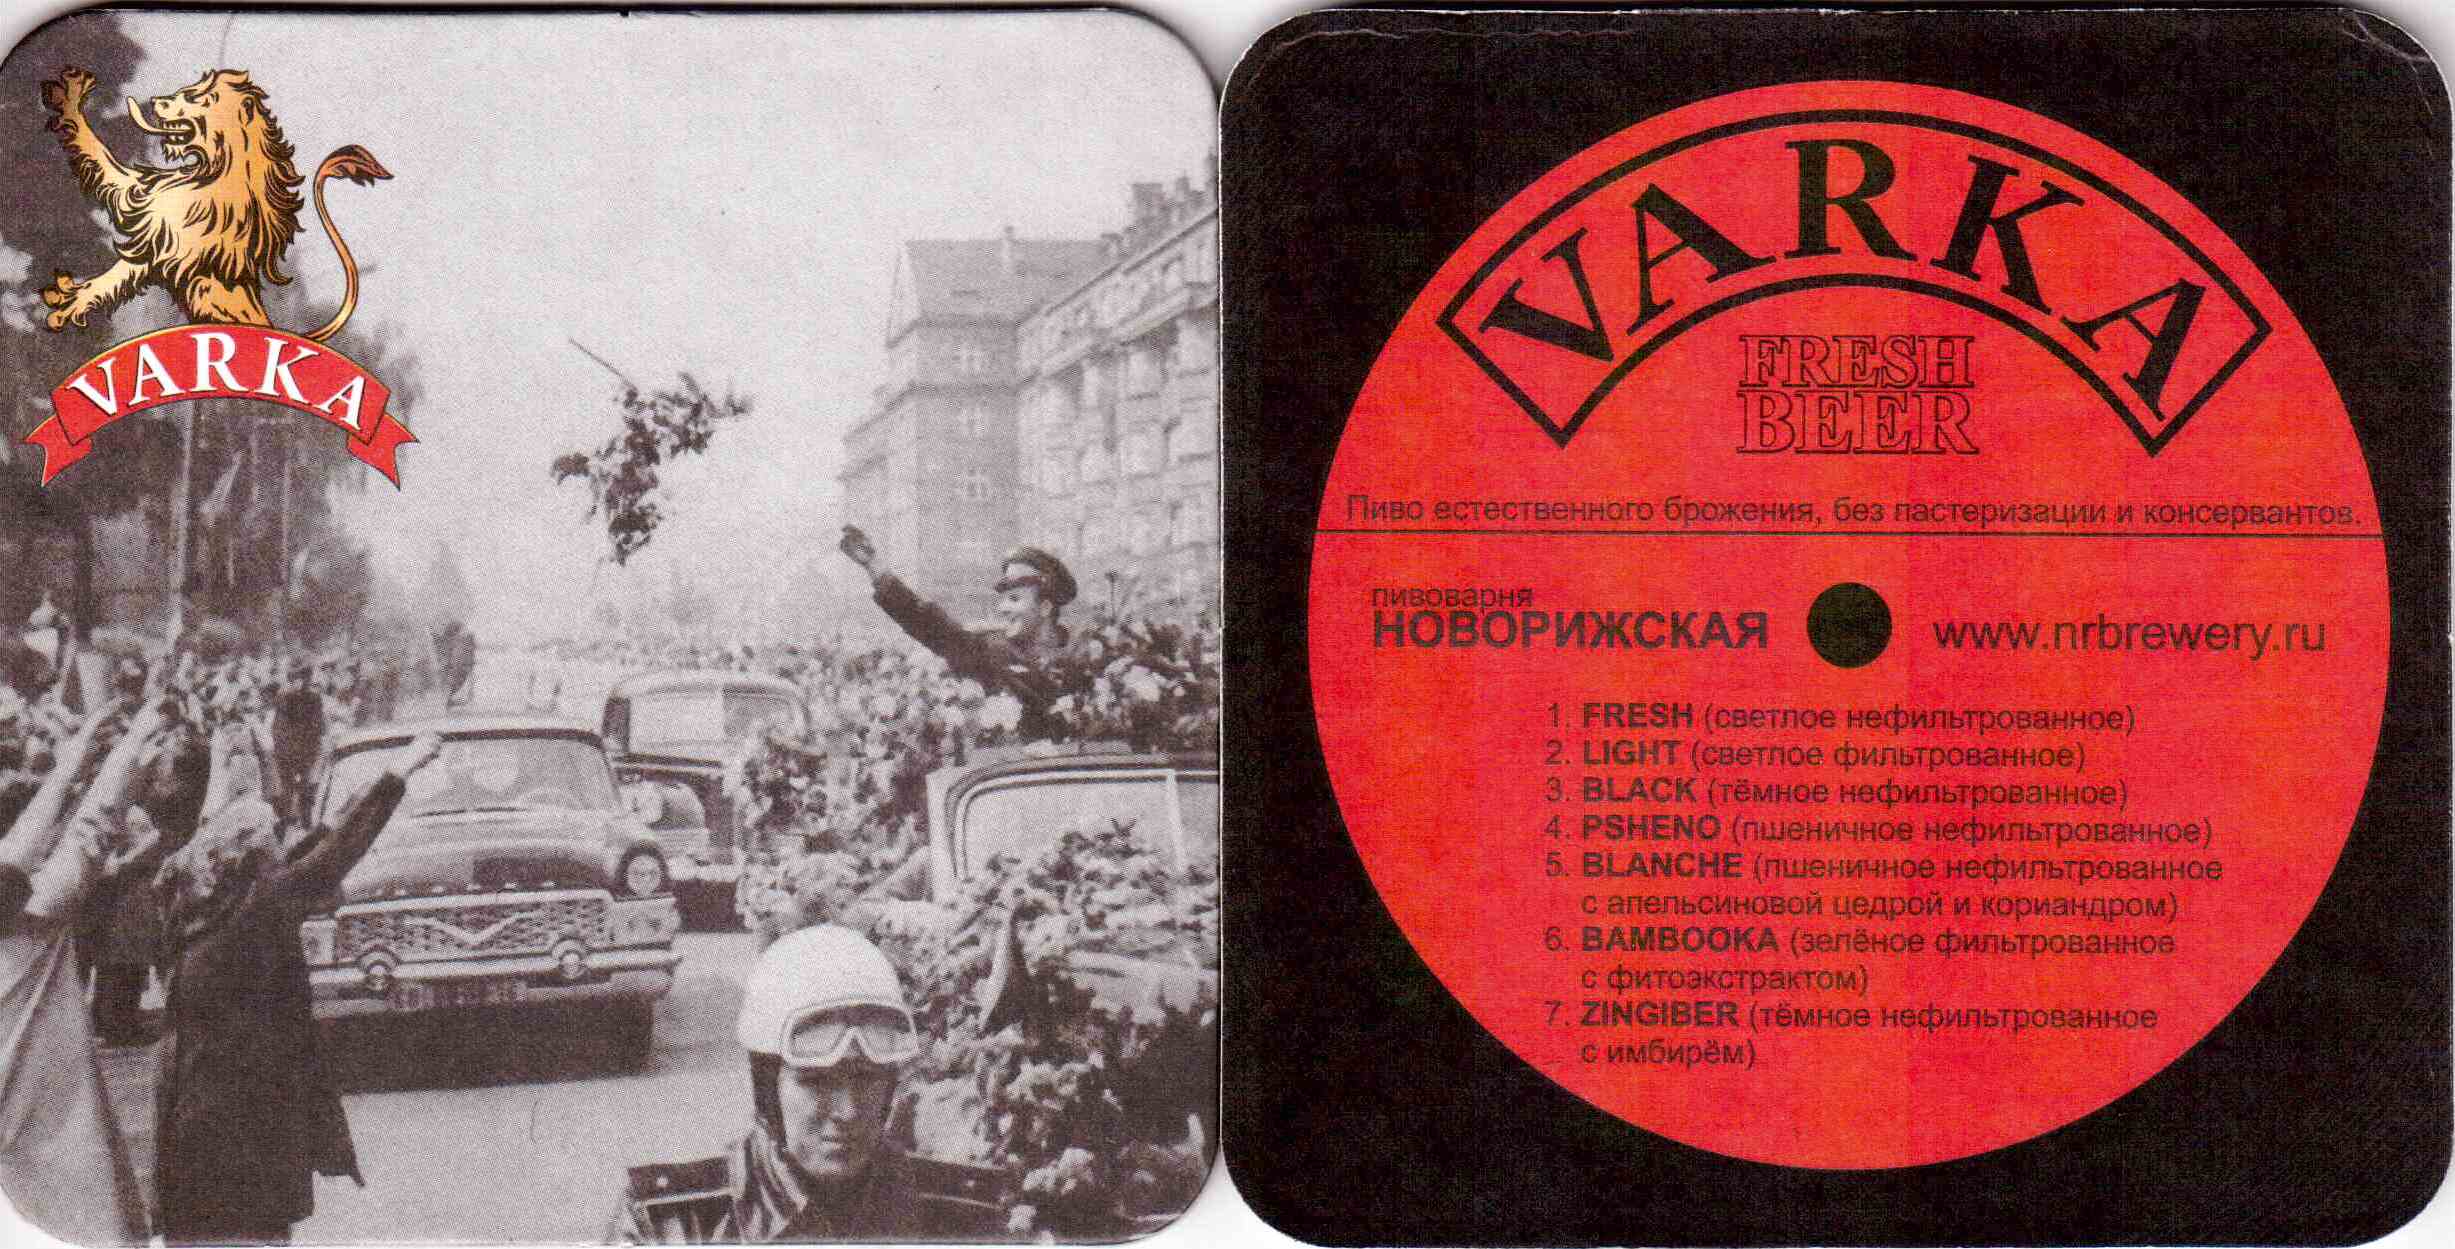 VARKA
VARKA
FRESH
BEER
Пиво естественного брожения, без пастеризации и консервантов.
пивоварня
НОВОРИЖСКАЯ
www.nrbrewery.ru
1. FRESH (светлое нефильтрованное)
2. LIGHT (светлое фильтрованное)
3. BLACK (тёмное нефильтрованное)
4. PSHENO (пшеничное нефильтрованное)
5. BLANCHE (пшеничное нефильтрованное
с апельсиновой цедрой и кориандром)
6. BAMBOOKA (зелёное фильтрованное
с фитоэкстрактом)
7. ZINGIBER (тёмное нефильтрованное
с имбирём)